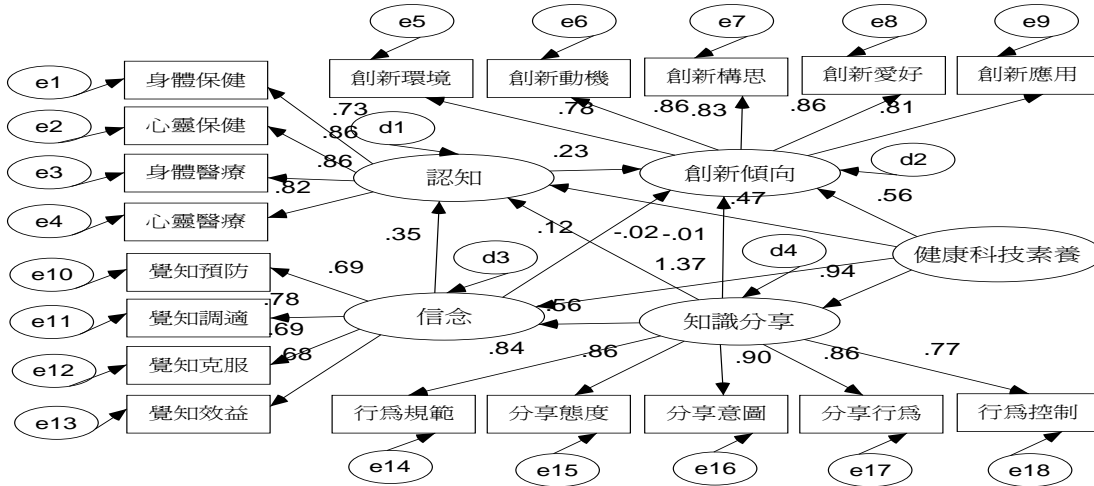 e5
e6
e7
e8
e9
創新環境
創新動機
創新構思
創新愛好
創新應用
e1
身體保健
e2
心靈保健
e3
身體醫療
e4
心靈醫療
.73
.86
.86
.82
d1
.78
.86
.83
.86
.81
認知
.23
創新傾向
d2
.56
.47
.35
.12
-.02
-.01
1.37
d3
d4
.94
健康科技素養
e10
覺知預防
e11
覺知調適
e12
覺知克服
e13
覺知效益
.69
.78
.69
.68
信念
.56
知識分享
.84
.86
.90
.86
.77
行為規範
分享態度
分享意圖
分享行為
行為控制
e14
e15
e16
e17
e18